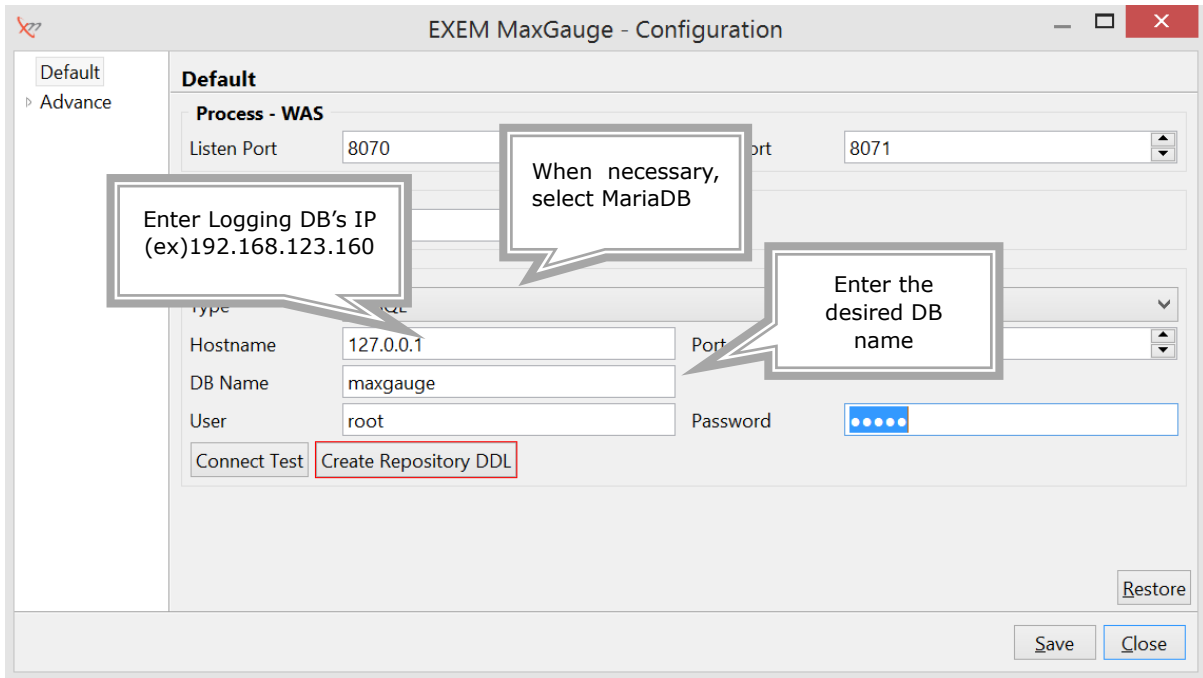 EXEM MaxGauge - Configuration
Default
Advance
Default
Process - WAS
Listen Port 8070 8071
When necessary,
select MariaDB
Enter Logging DB's IP
(ex)192.168.123.160
Enter the
desired DB
name
Type
Hostname 127.0.0.1 Port
DB Name maxgauge
User root Password
Connect Test Create Repository DDL
Restore
Save Close